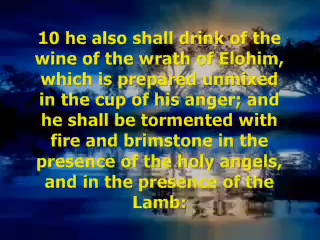 10 he also shall drink of the
wine of the wrath of Elohim,
which is prepared unmixed
in the cup of his anger; and
he shall be tormented with
fire and brimstone in the
presence of the holy angels,
and in the presence of the
Lamb: